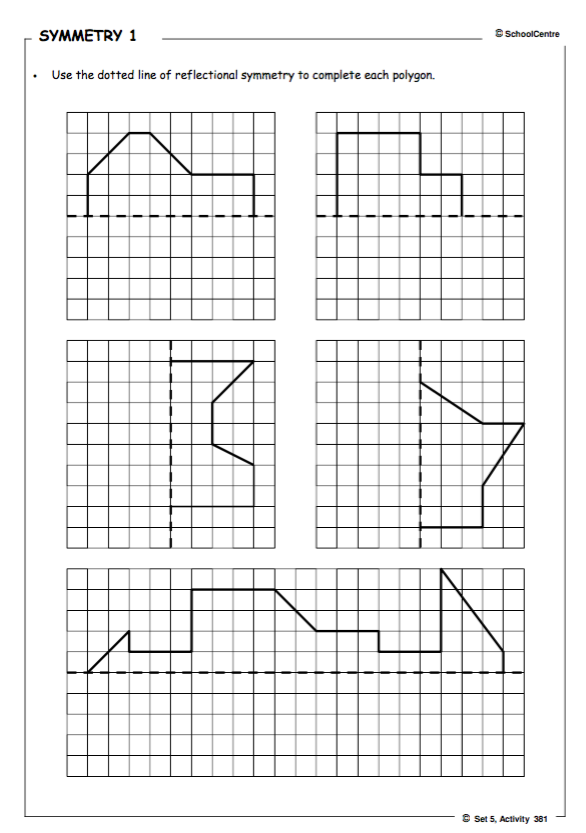 SYMMETRY 1
© SchoolCentre
• Use the dotted line of reflectional symmetry to complete each polygon.
© Set 5, Activity 381